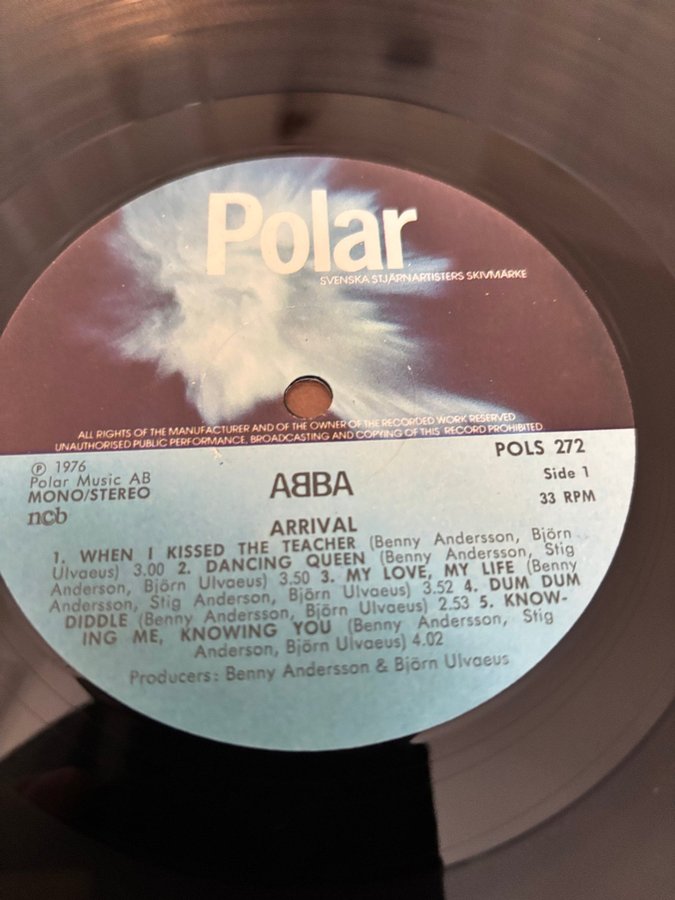 Polar
SVENSKA STJÄRNARTISTERS SKIVMÄRKE
ALL RIGHTS OF THE MANUFACTURER AND OF THE OWNER OF THE RECORDED WORK RESERVED
UNAUTHORISED PUBLIC PERFORMANCE, BROADCASTING AND COPYING OF THIS RECORD PROHIBITED
℗ 1976
Polar Music AB
MONO/STEREO
ncb
AᗺBA
POLS 272
Side 1
33 RPM
ARRIVAL
1. WHEN I KISSED THE TEACHER (Benny Andersson, Björn
Ulvaeus) 3.00 2. DANCING QUEEN (Benny Andersson, Stig
Anderson, Björn Ulvaeus) 3.50 3. MY LOVE, MY LIFE (Benny
Andersson, Stig Anderson, Björn Ulvaeus) 3.52 4. DUM DUM
DIDDLE (Benny Andersson, Björn Ulvaeus) 2.53 5. KNOW-
ING ME, KNOWING YOU (Benny Andersson, Stig
Anderson, Björn Ulvaeus) 4.02
Producers: Benny Andersson & Björn Ulvaeus